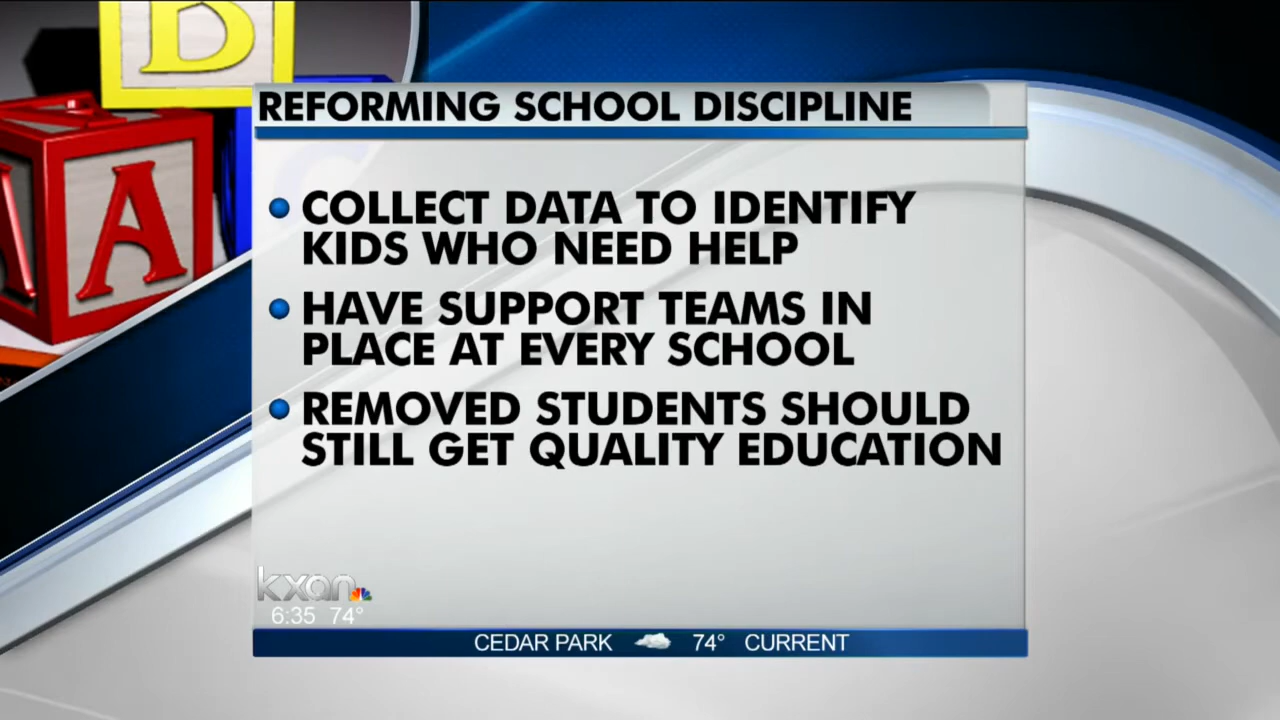 B
A
REFORMING SCHOOL DISCIPLINE
• COLLECT DATA TO IDENTIFY
KIDS WHO NEED HELP
• HAVE SUPPORT TEAMS IN
PLACE AT EVERY SCHOOL
• REMOVED STUDENTS SHOULD
STILL GET QUALITY EDUCATION
kxan
6:35 74°
CEDAR PARK 74° CURRENT